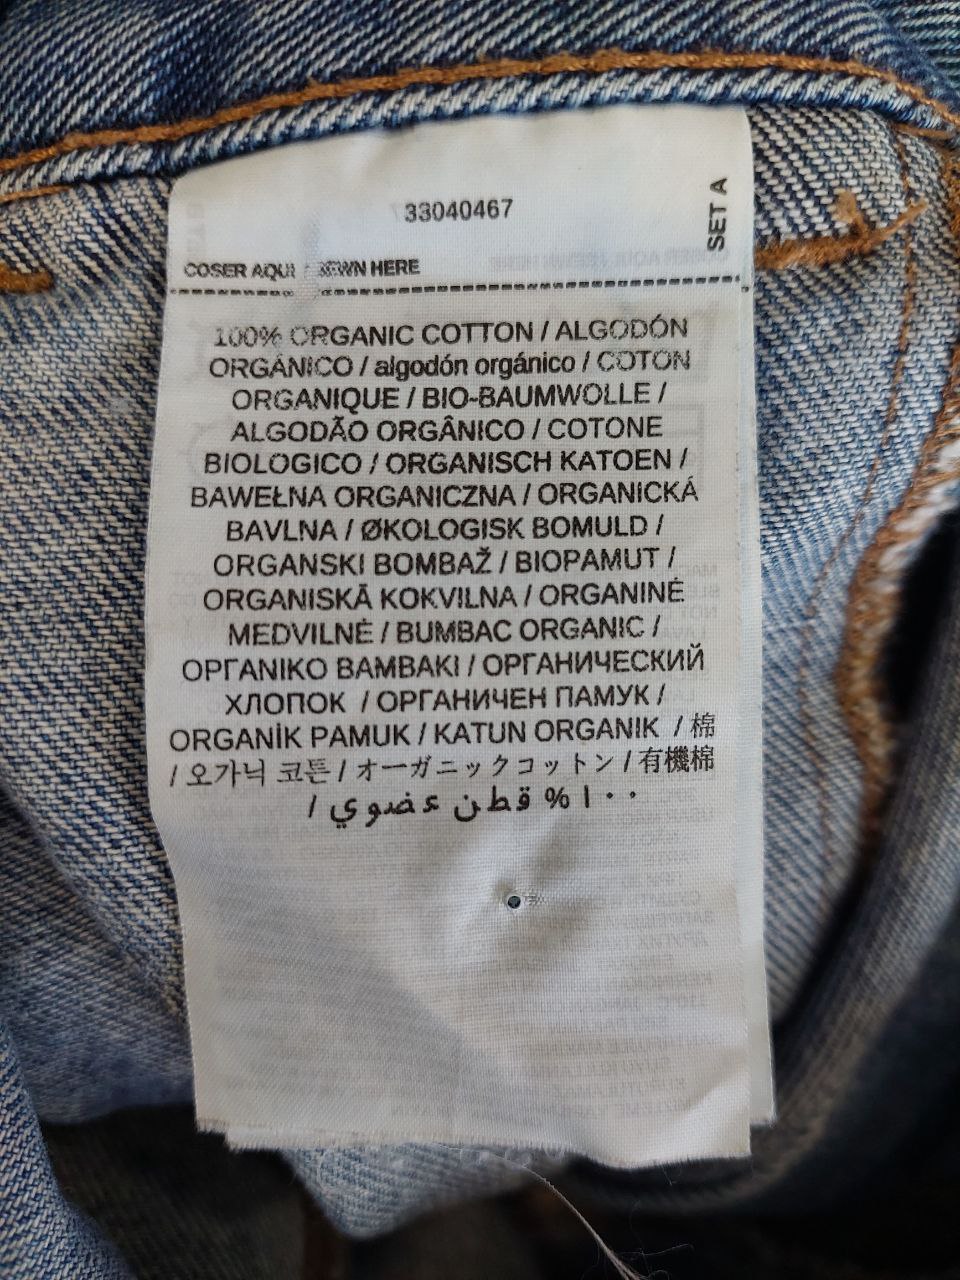 33040467
SET A
COSER AQUI / SEWN HERE
100% ORGANIC COTTON / ALGODÓN
ORGÁNICO / algodón orgánico / COTON
ORGANIQUE / BIO-BAUMWOLLE /
ALGODÃO ORGÂNICO / COTONE
BIOLOGICO / ORGANISCH KATOEN /
BAWEŁNA ORGANICZNA / ORGANICKÁ
BAVLNA / ØKOLOGISK BOMULD /
ORGANSKI BOMBAŽ / BIOPAMUT /
ORGANISKĀ KOKVILNA / ORGANINĖ
MEDVILNĖ / BUMBAC ORGANIC /
ΟΡΓΑΝΙΚΟ ΒΑΜΒΑΚΙ / ОРГАНИЧЕСКИЙ
ХЛОПОК / ОРГАНИЧЕН ПАМУК /
ORGANİK PAMUK / KATUN ORGANIK / 棉
/ 오가닉 코튼 / オーガニックコットン / 有機棉
/ ١٠٠ % قطن عضوي